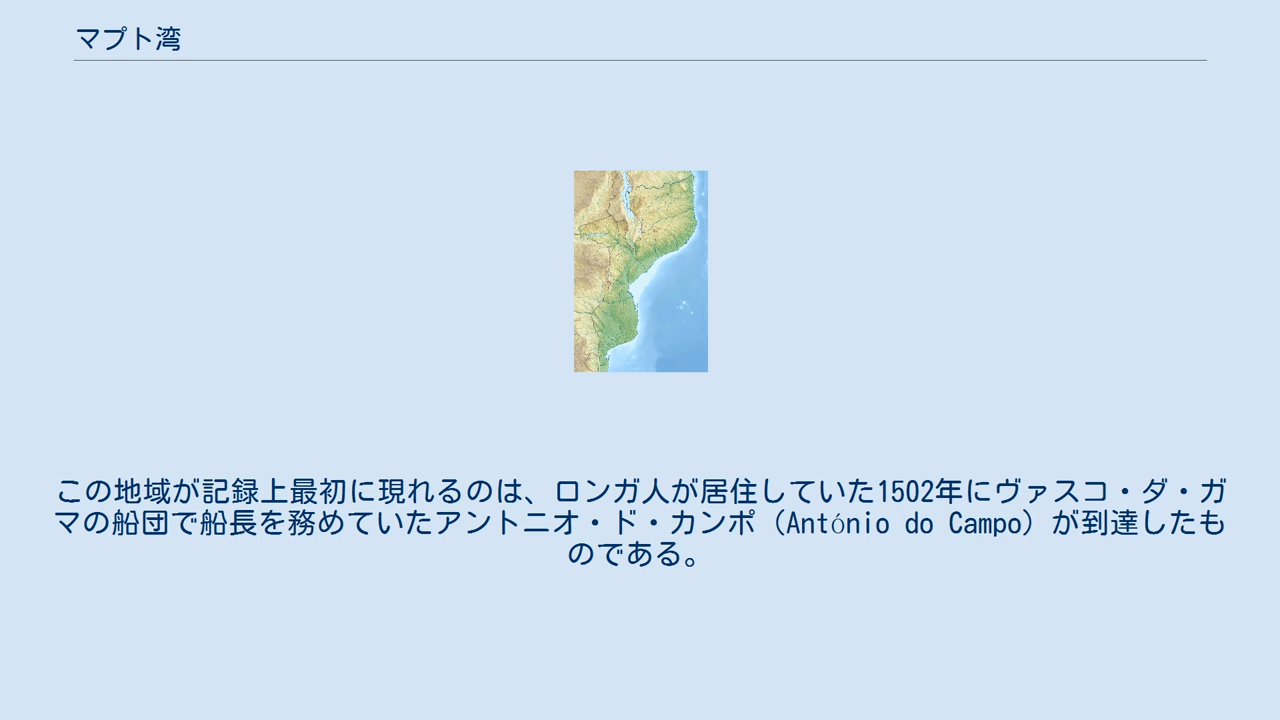 マプト湾
この地域が記録上最初に現れるのは、ロンガ人が居住していた1502年にヴァスコ・ダ・ガ
マの船団で船長を務めていたアントニオ・ド・カンポ（António do Campo）が到達したも
のである。